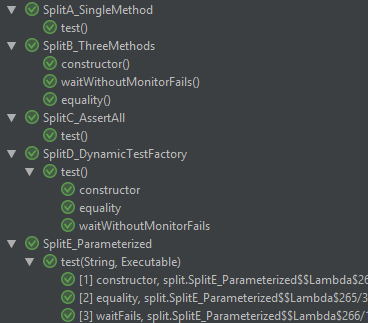 SplitA_SingleMethod
test()
SplitB_ThreeMethods
constructor()
waitWithoutMonitorFails()
equality()
SplitC_AssertAll
test()
SplitD_DynamicTestFactory
test()
constructor
equality
waitWithoutMonitorFails
SplitE_Parameterized
test(String, Executable)
[1] constructor, split.SplitE_Parameterized$$Lambda$26
[2] equality, split.SplitE_Parameterized$$Lambda$265/3
[3] waitFails, split.SplitE_Parameterized$$Lambda$266/1